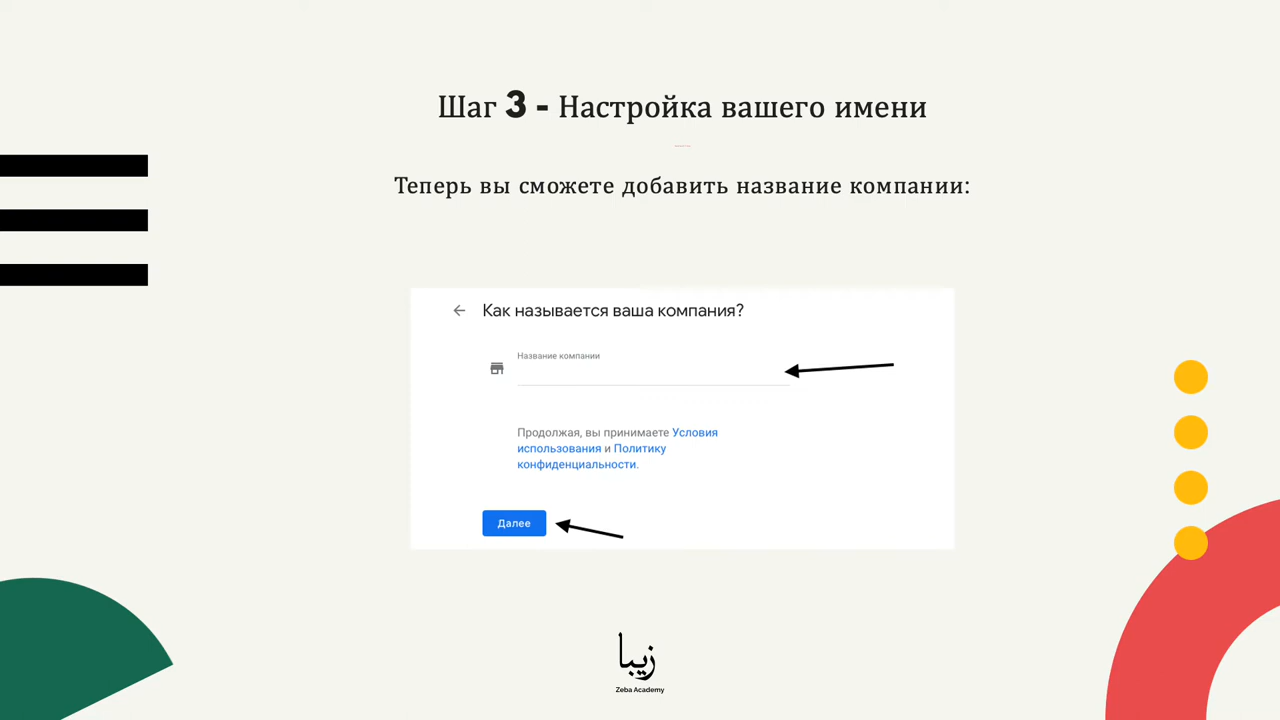 Шаг 3 - Настройка вашего имени
Теперь вы сможете добавить название компании:
Как называется ваша компания?
Название компании
Продолжая, вы принимаете Условия
использования и Политику
конфиденциальности.
Далее
زيبا
Zeba Academy